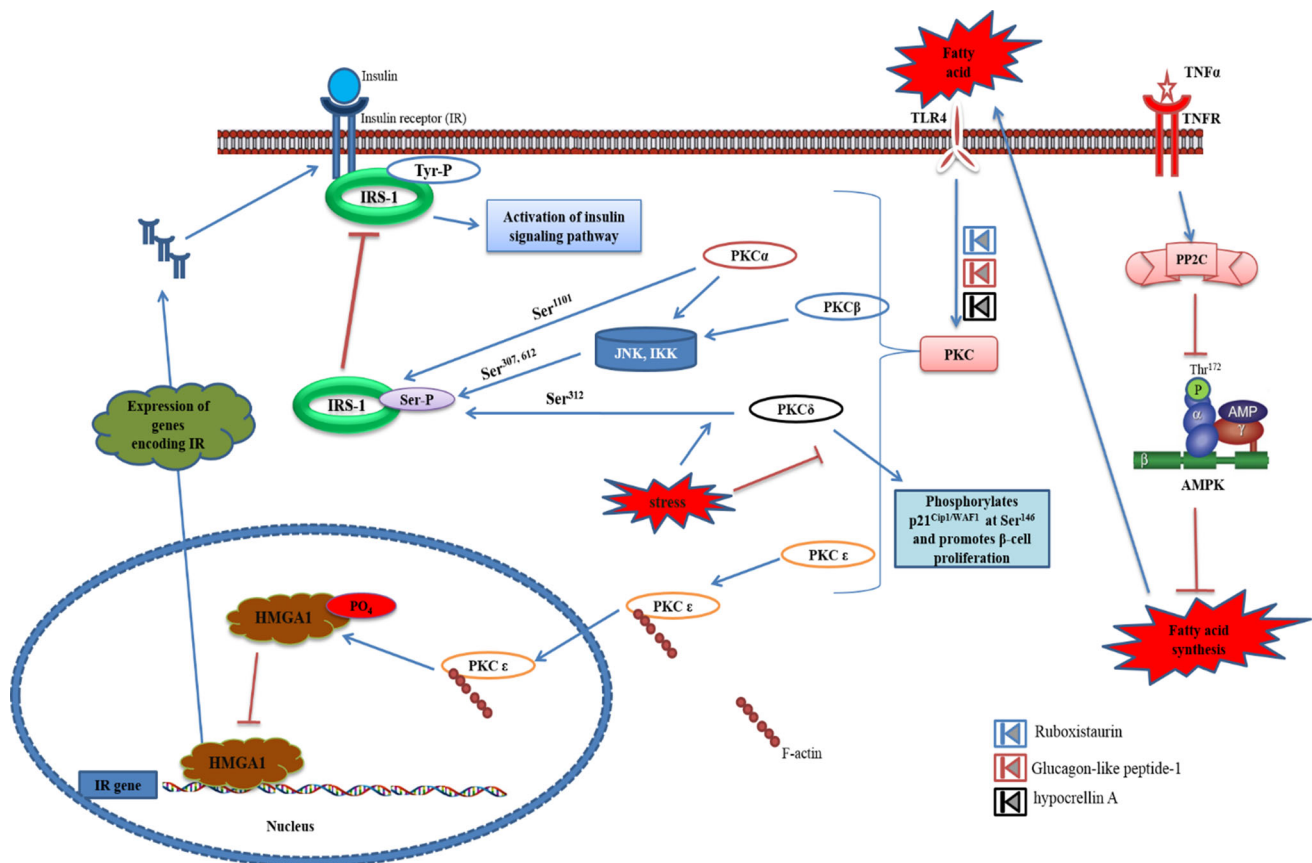 Insulin
Insulin receptor (IR)
Fatty
acid
TLR4
TNFα
TNFR
Tyr-P
IRS-1
Activation of insulin
signaling pathway
PKCα
PKCβ
PP2C
Ser¹¹⁰¹
JNK, IKK
PKC
Ser³⁰⁷, ⁶¹²
Thr¹⁷²
P
α
AMP
γ
β
AMPK
Expression of
genes
encoding IR
IRS-1
Ser-P
Ser³¹²
PKCδ
stress
Phosphorylates
p21ᶜⁱᵖ¹/ᵂᴬᶠ¹ at Ser¹⁴⁶
and promotes β-cell
proliferation
PKC ε
PKC ε
PKC ε
HMGA1
PO₄
Fatty acid
synthesis
HMGA1
IR gene
Nucleus
F-actin
Ruboxistaurin
Glucagon-like peptide-1
hypocrellin A